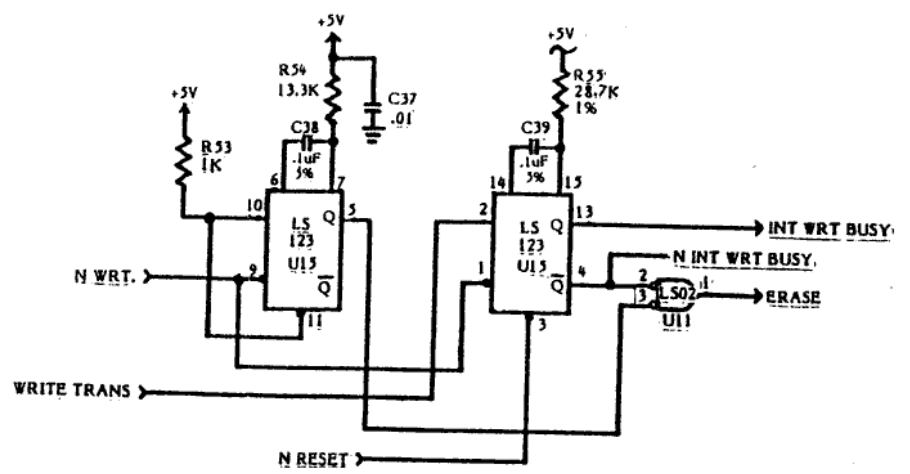 +5V
R54
13.3K
C37
.01
+5V
R53
1K
C38
.1uF
5%
6
7
10
Q
5
LS
123
U15
9
Q
11
N WRT.
+5V
R55
28.7K
1%
C39
.1uF
5%
14
15
2
Q
13
LS
123
U15
1
Q
4
3
INT WRT BUSY
N INT WRT BUSY
2
3
LS02
1
U11
ERASE
WRITE TRANS
N RESET